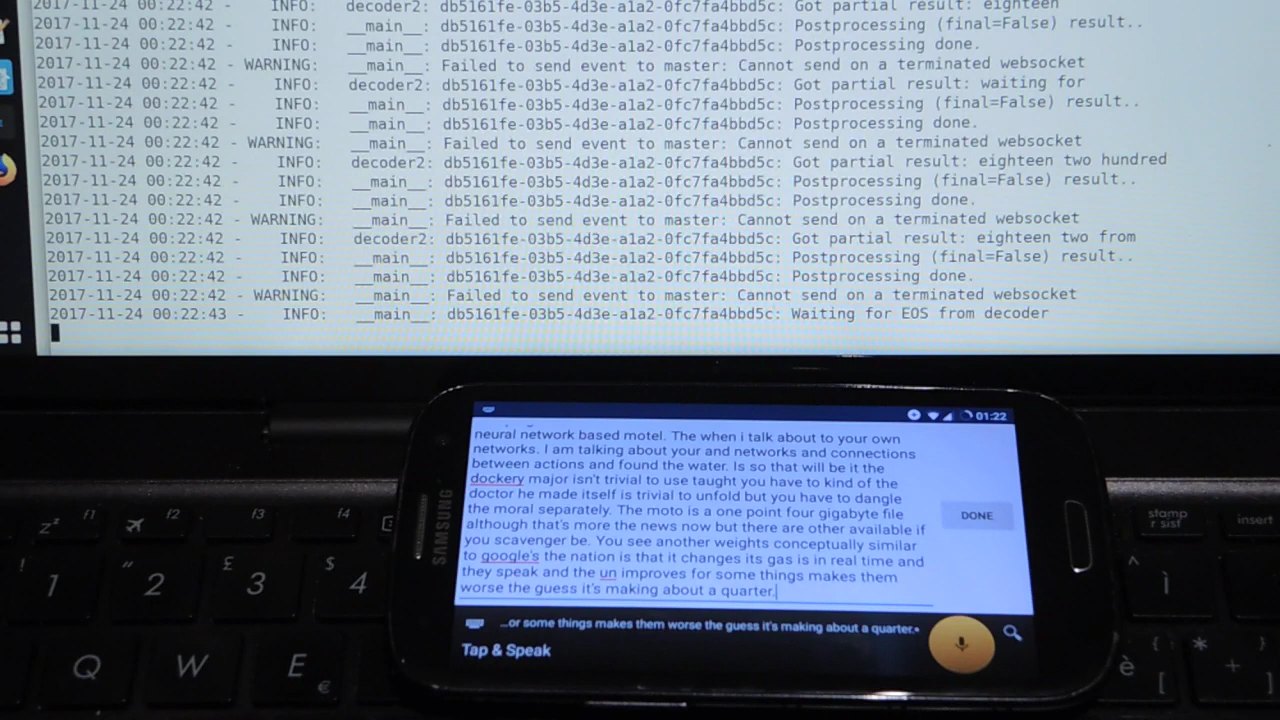 2017-11-24 00:22:42 - INFO: decoder2: db5161fe-03b5-4d3e-a1a2-0fc7fa4bbd5c: Got partial result: eighteen
2017-11-24 00:22:42 - INFO: __main__: db5161fe-03b5-4d3e-a1a2-0fc7fa4bbd5c: Postprocessing (final=False) result..
2017-11-24 00:22:42 - INFO: __main__: db5161fe-03b5-4d3e-a1a2-0fc7fa4bbd5c: Postprocessing done.
2017-11-24 00:22:42 - WARNING: __main__: Failed to send event to master: Cannot send on a terminated websocket
2017-11-24 00:22:42 - INFO: decoder2: db5161fe-03b5-4d3e-a1a2-0fc7fa4bbd5c: Got partial result: waiting for
2017-11-24 00:22:42 - INFO: __main__: db5161fe-03b5-4d3e-a1a2-0fc7fa4bbd5c: Postprocessing (final=False) result..
2017-11-24 00:22:42 - INFO: __main__: db5161fe-03b5-4d3e-a1a2-0fc7fa4bbd5c: Postprocessing done.
2017-11-24 00:22:42 - WARNING: __main__: Failed to send event to master: Cannot send on a terminated websocket
2017-11-24 00:22:42 - INFO: decoder2: db5161fe-03b5-4d3e-a1a2-0fc7fa4bbd5c: Got partial result: eighteen two hundred
2017-11-24 00:22:42 - INFO: __main__: db5161fe-03b5-4d3e-a1a2-0fc7fa4bbd5c: Postprocessing (final=False) result..
2017-11-24 00:22:42 - INFO: __main__: db5161fe-03b5-4d3e-a1a2-0fc7fa4bbd5c: Postprocessing done.
2017-11-24 00:22:42 - WARNING: __main__: Failed to send event to master: Cannot send on a terminated websocket
2017-11-24 00:22:42 - INFO: decoder2: db5161fe-03b5-4d3e-a1a2-0fc7fa4bbd5c: Got partial result: eighteen two from
2017-11-24 00:22:42 - INFO: __main__: db5161fe-03b5-4d3e-a1a2-0fc7fa4bbd5c: Postprocessing (final=False) result..
2017-11-24 00:22:42 - INFO: __main__: db5161fe-03b5-4d3e-a1a2-0fc7fa4bbd5c: Postprocessing done.
2017-11-24 00:22:42 - WARNING: __main__: Failed to send event to master: Cannot send on a terminated websocket
2017-11-24 00:22:43 - INFO: __main__: db5161fe-03b5-4d3e-a1a2-0fc7fa4bbd5c: Waiting for EOS from decoder
01:22
neural network based motel. The when i talk about to your own
networks. I am talking about your and networks and connections
between actions and found the water. Is so that will be it the
dockery major isn't trivial to use taught you have to kind of the
doctor he made itself is trivial to unfold but you have to dangle
the moral separately. The moto is a one point four gigabyte file
although that's more the news now but there are other available if
you scavenger be. You see another weights conceptually similar
to google's the nation is that it changes its gas is in real time and
they speak and the un improves for some things makes them
worse the guess it's making about a quarter.
DONE
...or some things makes them worse the guess it's making about a quarter.
Tap & Speak
SAMSUNG
zZ f1 f2 f3 f4
stamp
r sist
insert
! 1 " 2 £ 3 $ 4
^ ì
Q W E €
è { [ * + ]